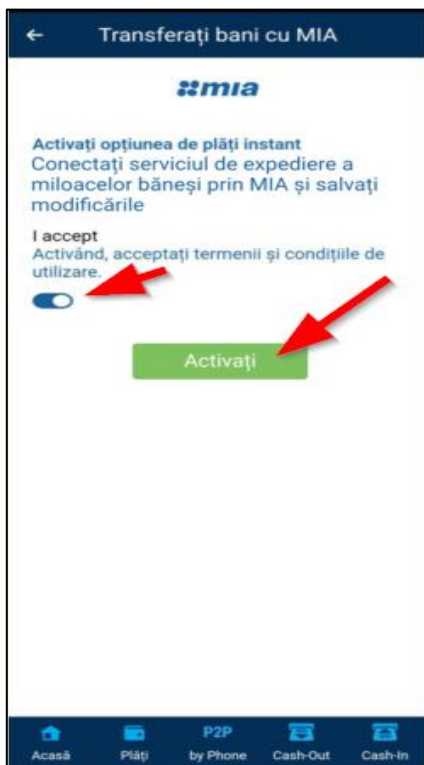 Transferați bani cu MIA
mia
Activați opțiunea de plăți instant
Conectați serviciul de expediere a
miloacelor bănești prin MIA și salvați
modificările
I accept
Activând, acceptați termenii și condițiile de
utilizare.
Activați
P2P
Acasă Plăți by Phone Cash-Out Cash-In